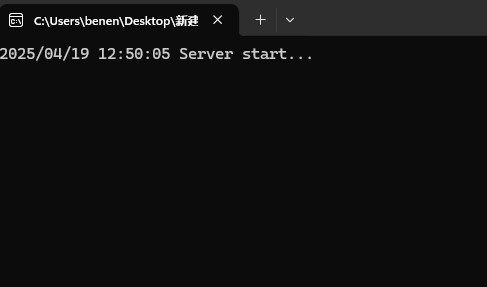 C:\Users\benen\Desktop\新建
2025/04/19 12:50:05 Server start...